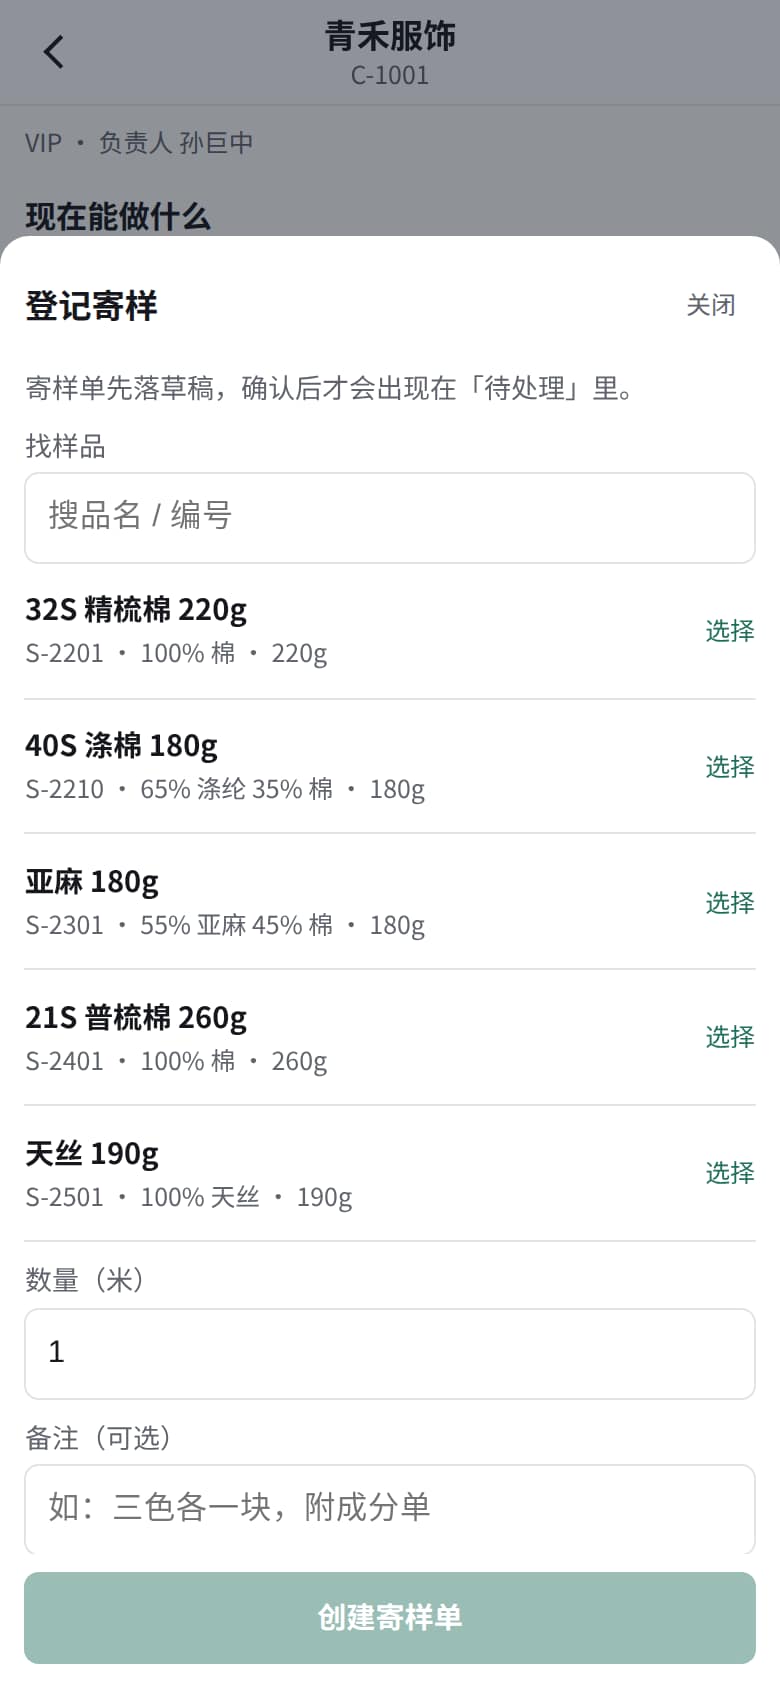 青禾服饰
C-1001
VIP · 负责人 孙巨中
现在能做什么
登记寄样
关闭
寄样单先落草稿，确认后才会出现在「待处理」里。
找样品
搜品名 / 编号
32S 精梳棉 220g
S-2201 · 100% 棉 · 220g
选择
40S 涤棉 180g
S-2210 · 65% 涤纶 35% 棉 · 180g
选择
亚麻 180g
S-2301 · 55% 亚麻 45% 棉 · 180g
选择
21S 普梳棉 260g
S-2401 · 100% 棉 · 260g
选择
天丝 190g
S-2501 · 100% 天丝 · 190g
选择
数量（米）
1
备注（可选）
如：三色各一块，附成分单
创建寄样单